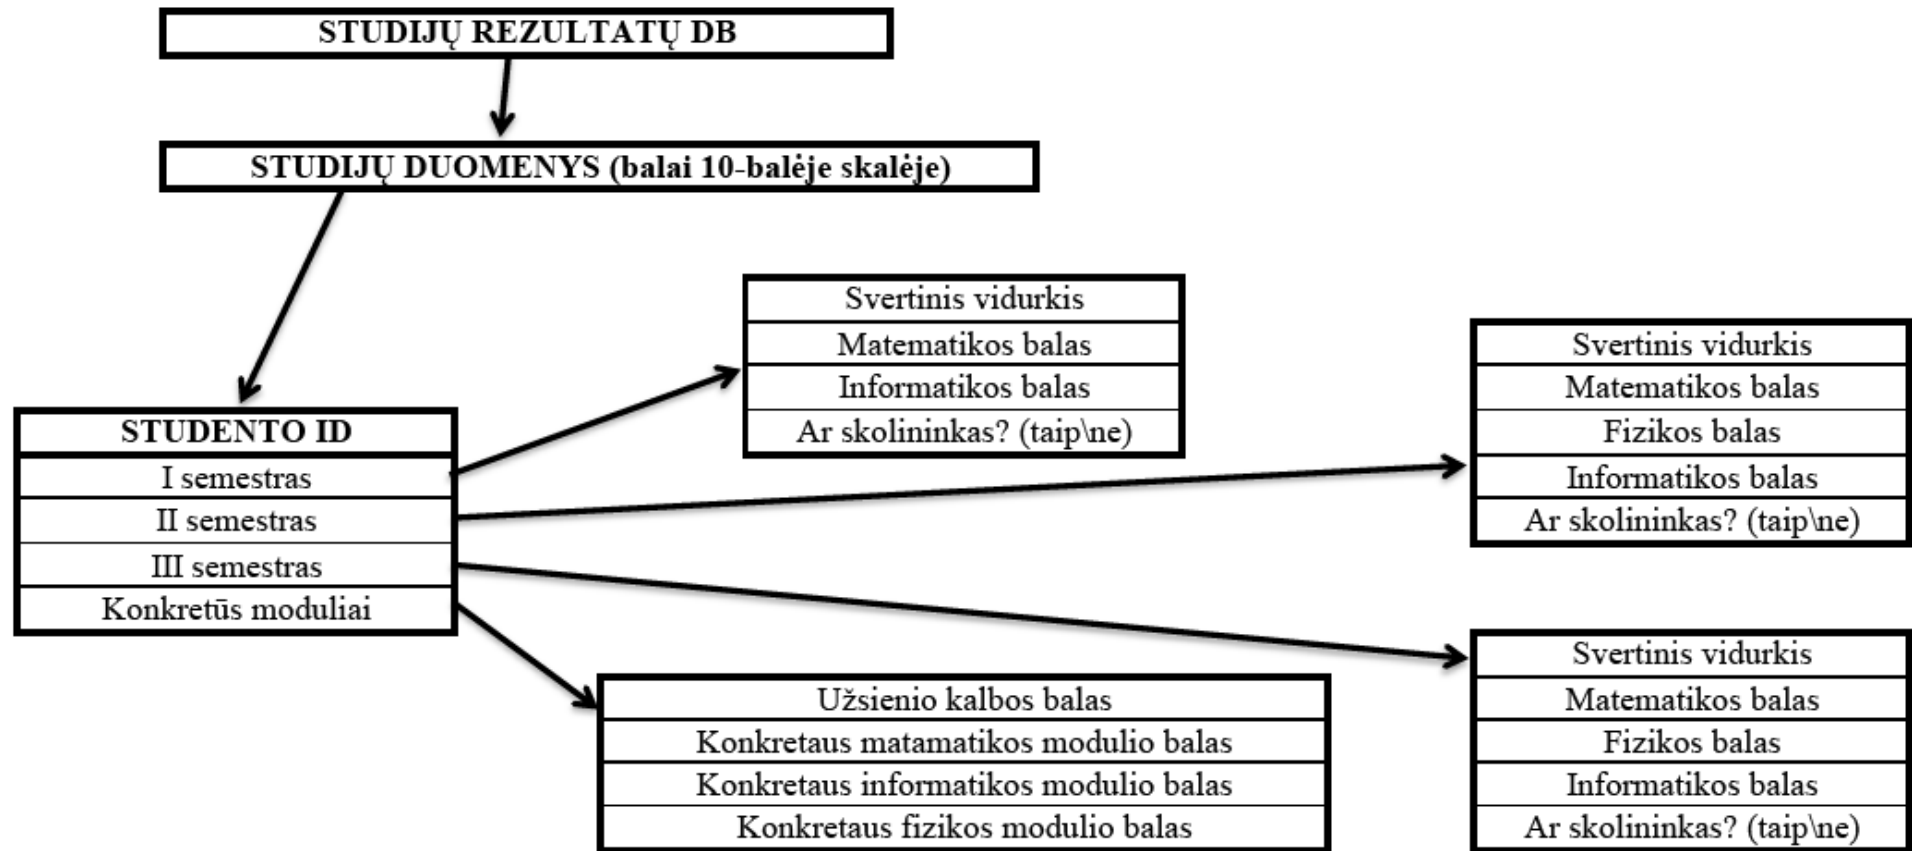 STUDIJŲ REZULTATŲ DB
STUDIJŲ DUOMENYS (balai 10-balėje skalėje)
STUDENTO ID
I semestras
II semestras
III semestras
Konkretūs moduliai
Svertinis vidurkis
Matematikos balas
Informatikos balas
Ar skolininkas? (taip\ne)
Svertinis vidurkis
Matematikos balas
Fizikos balas
Informatikos balas
Ar skolininkas? (taip\ne)
Svertinis vidurkis
Matematikos balas
Fizikos balas
Informatikos balas
Ar skolininkas? (taip\ne)
Užsienio kalbos balas
Konkretaus matamatikos modulio balas
Konkretaus informatikos modulio balas
Konkretaus fizikos modulio balas